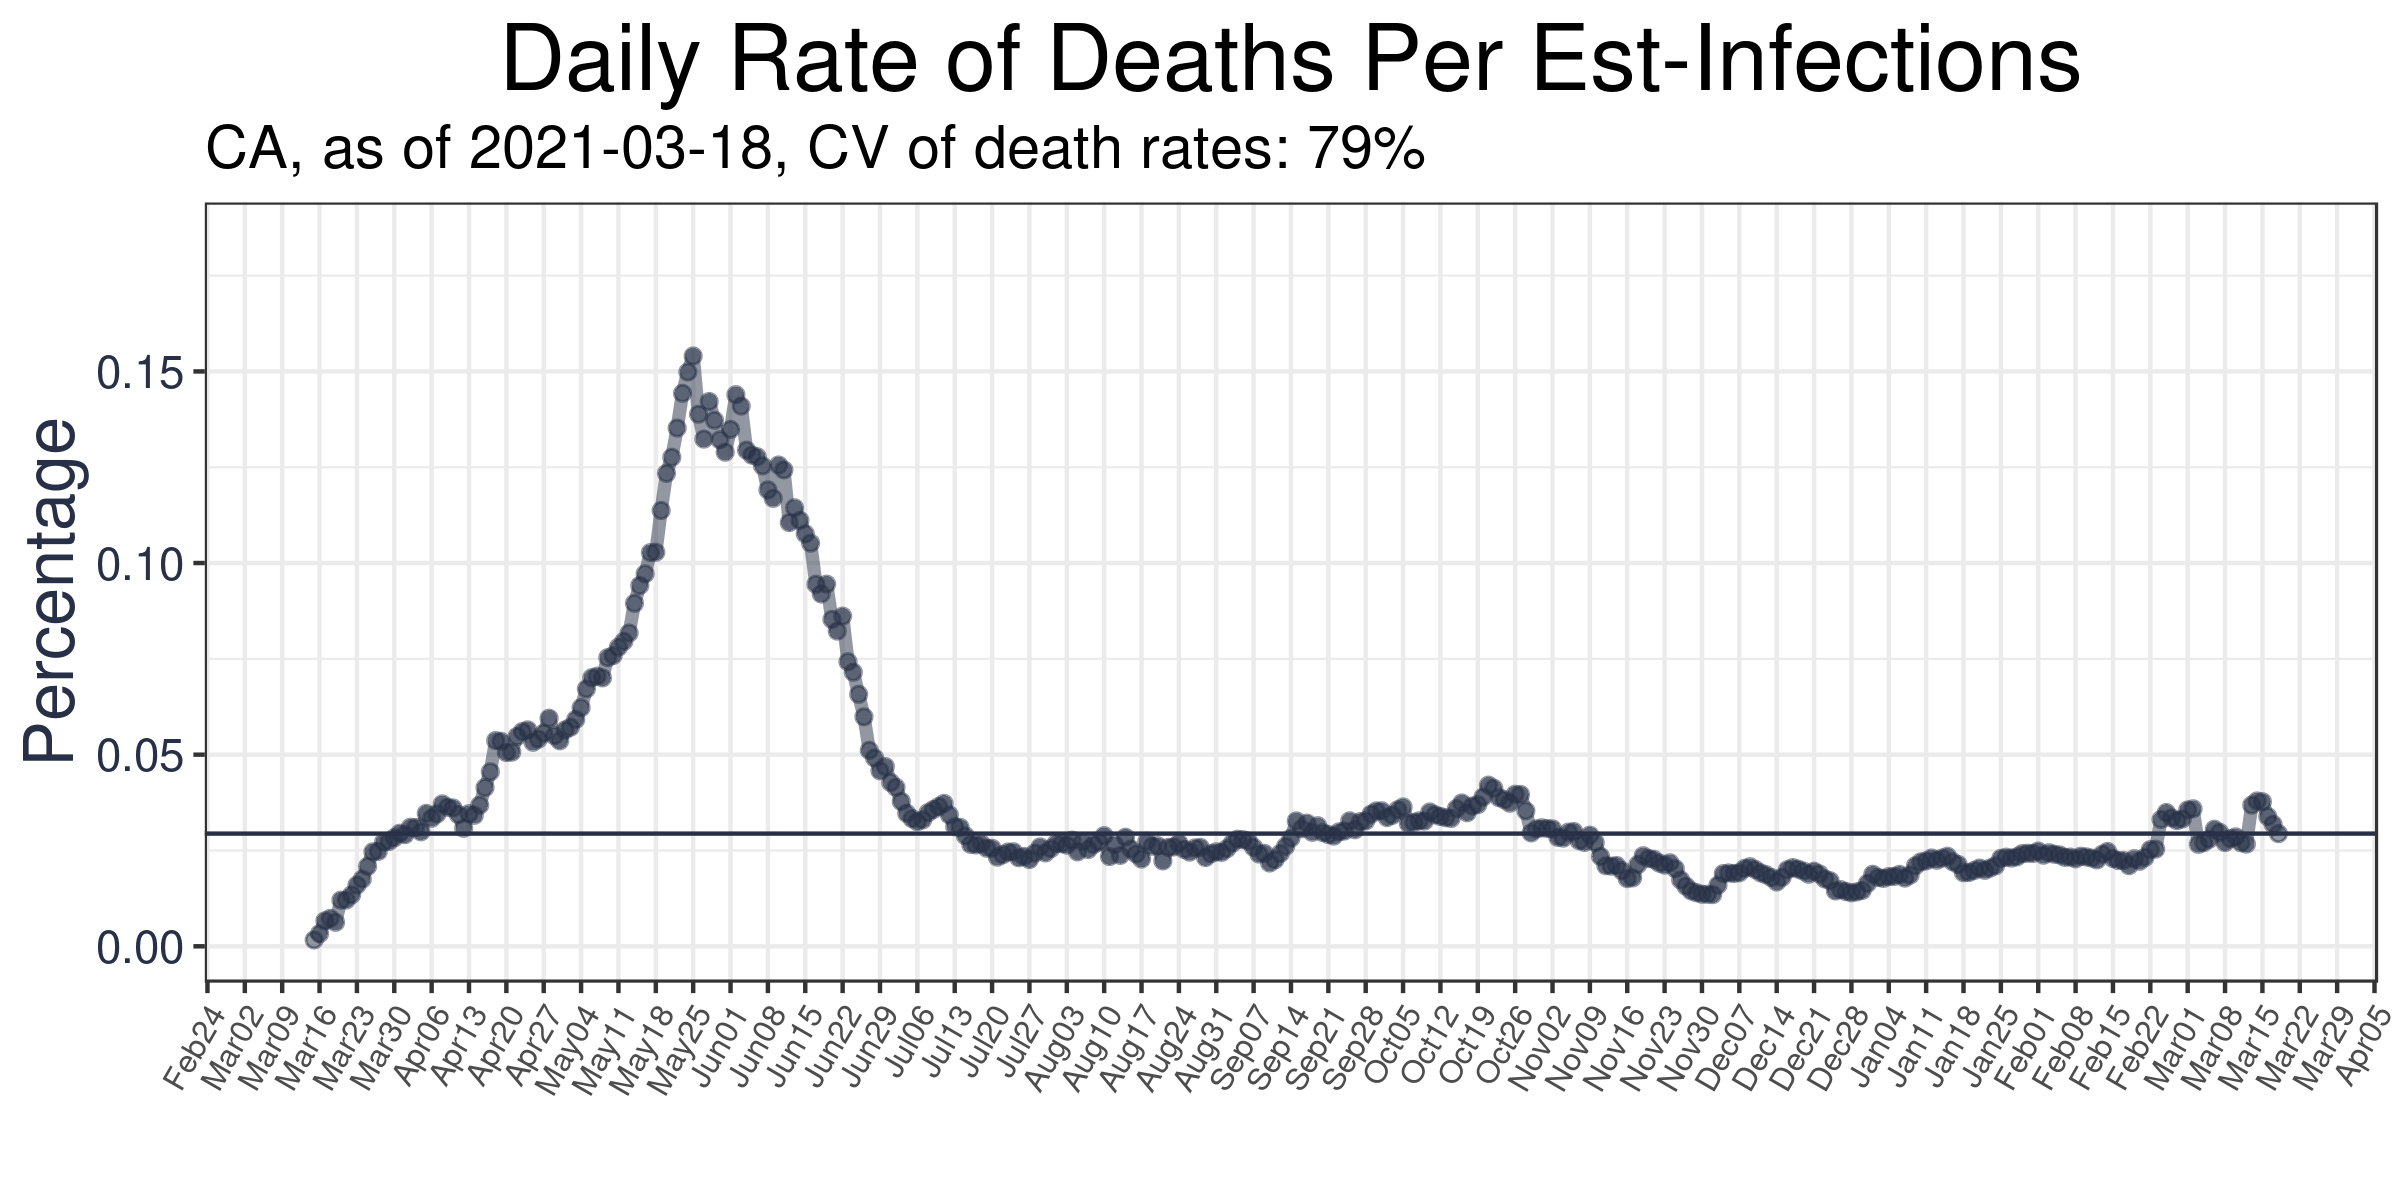 Daily Rate of Deaths Per Est-Infections
CA, as of 2021-03-18, CV of death rates: 79%
Percentage
0.15
0.10
0.05
0.00
Feb24
Mar02
Mar09
Mar16
Mar23
Mar30
Apr06
Apr13
Apr20
Apr27
May04
May11
May18
May25
Jun01
Jun08
Jun15
Jun22
Jun29
Jul06
Jul13
Jul20
Jul27
Aug03
Aug10
Aug17
Aug24
Aug31
Sep07
Sep14
Sep21
Sep28
Oct05
Oct12
Oct19
Oct26
Nov02
Nov09
Nov16
Nov23
Nov30
Dec07
Dec14
Dec21
Dec28
Jan04
Jan11
Jan18
Jan25
Feb01
Feb08
Feb15
Feb22
Mar01
Mar08
Mar15
Mar22
Mar29
Apr05